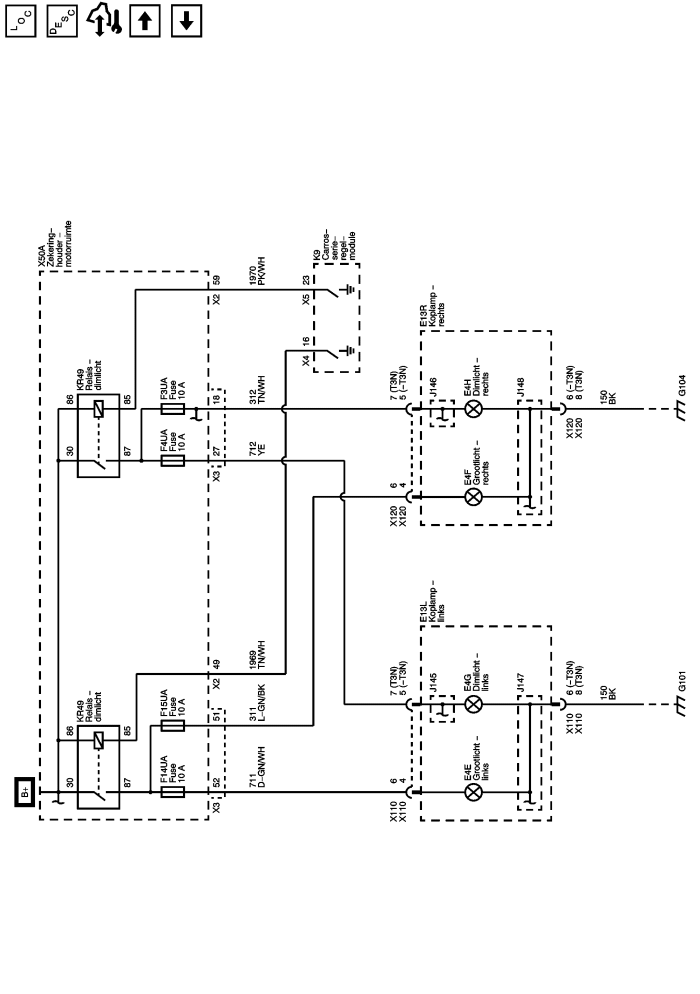 LOC
DESC
B+
X50A
Zekering–
houder –
motorruimte
KR49
Relais –
dimlicht
30
86
87
85
KR49
Relais –
dimlicht
30
86
87
85
F14UA
Fuse
10 A
F15UA
Fuse
10 A
F4UA
Fuse
10 A
F3UA
Fuse
10 A
X3
52
51
X2
49
X3
27
18
X2
59
711
D–GN/WH
311
L–GN/BK
1969
TN/WH
712
YE
312
TN/WH
1970
PK/WH
X4
16
X5
23
K9
Carros–
serie–
regel–
module
X110
X110
6
4
7 (T3N)
5 (–T3N)
E13L
Koplamp –
links
X120
X120
6
4
7 (T3N)
5 (–T3N)
E13R
Koplamp –
rechts
J145
J146
E4E
Grootlicht –
links
E4G
Dimlicht –
links
E4F
Grootlicht –
rechts
E4H
Dimlicht –
rechts
J147
J148
X110
X110
6 (–T3N)
8 (T3N)
X120
X120
6 (–T3N)
8 (T3N)
150
BK
150
BK
G101
G104